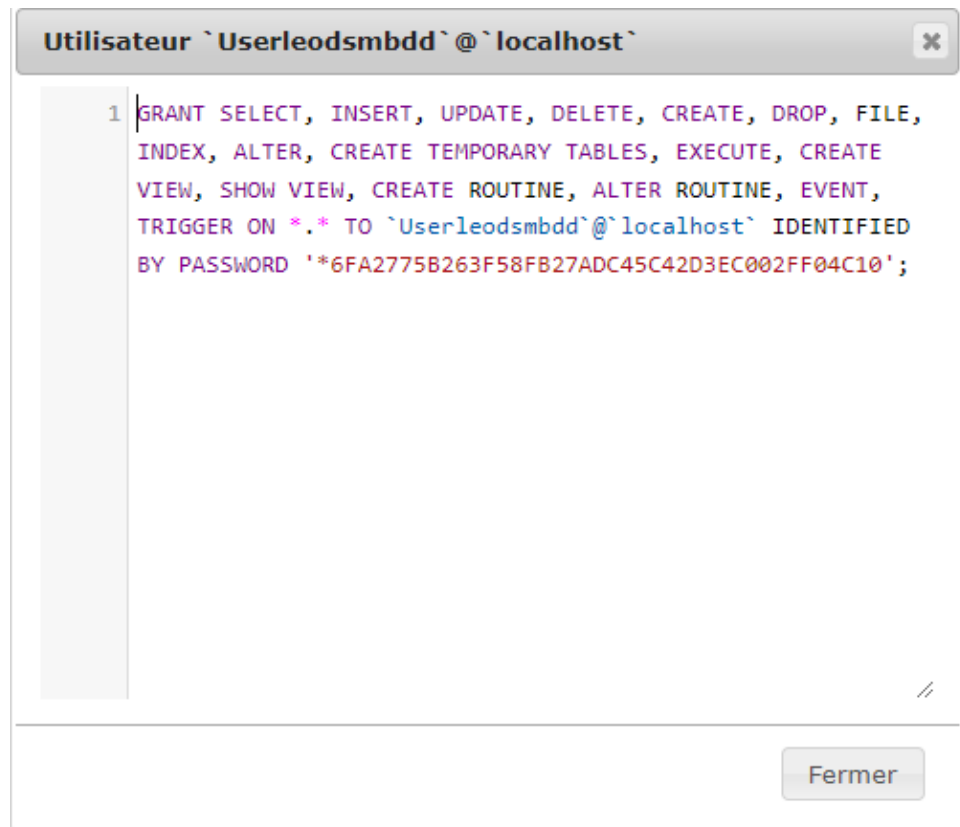 Utilisateur `Userleodsmbdd`@`localhost`
1 GRANT SELECT, INSERT, UPDATE, DELETE, CREATE, DROP, FILE,
INDEX, ALTER, CREATE TEMPORARY TABLES, EXECUTE, CREATE
VIEW, SHOW VIEW, CREATE ROUTINE, ALTER ROUTINE, EVENT,
TRIGGER ON *.* TO `Userleodsmbdd`@`localhost` IDENTIFIED
BY PASSWORD '*6FA2775B263F58FB27ADC45C42D3EC002FF04C10';
Fermer